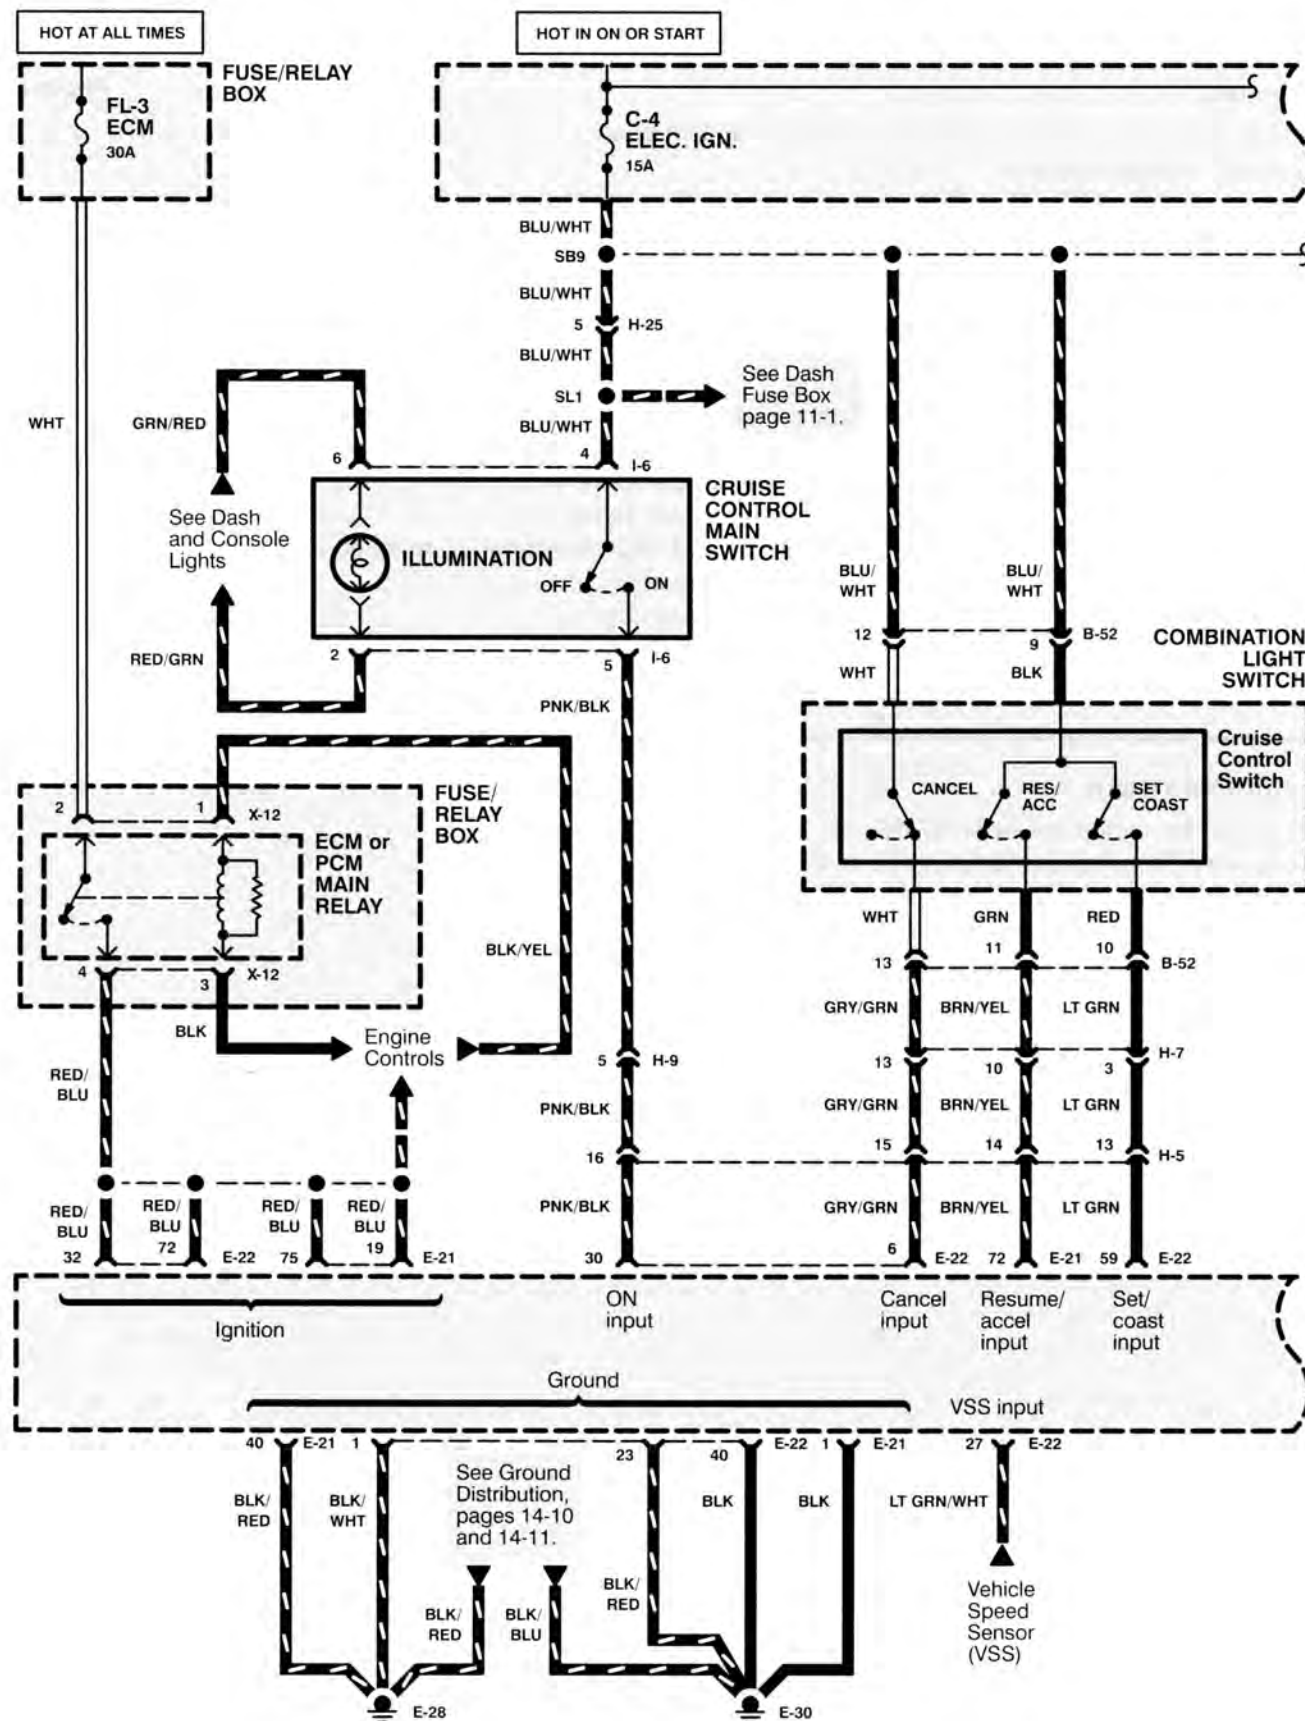 HOT AT ALL TIMES
HOT IN ON OR START
FUSE/RELAY
BOX
FL-3
ECM
30A
C-4
ELEC. IGN.
15A
BLU/WHT
SB9
BLU/WHT
5
H-25
BLU/WHT
SL1
See Dash
Fuse Box
page 11-1.
WHT
GRN/RED
BLU/WHT
6
4
I-6
See Dash
and Console
Lights
ILLUMINATION
OFF
ON
CRUISE
CONTROL
MAIN
SWITCH
BLU/
WHT
BLU/
WHT
12
9
B-52
RED/GRN
2
5
I-6
COMBINATION
LIGHT
SWITCH
WHT
BLK
PNK/BLK
Cruise
Control
Switch
CANCEL
RES/
ACC
SET
COAST
2
1
X-12
FUSE/
RELAY
BOX
ECM or
PCM
MAIN
RELAY
4
3
X-12
BLK/YEL
WHT
GRN
RED
13
11
10
B-52
BLK
Engine
Controls
GRY/GRN
BRN/YEL
LT GRN
RED/
BLU
5
H-9
13
10
3
H-7
PNK/BLK
GRY/GRN
BRN/YEL
LT GRN
16
15
14
13
H-5
RED/
BLU
RED/
BLU
RED/
BLU
RED/
BLU
PNK/BLK
GRY/GRN
BRN/YEL
LT GRN
32
72
E-22
75
19
E-21
30
6
E-22
72
E-21
59
E-22
Ignition
ON
input
Cancel
input
Resume/
accel
input
Set/
coast
input
Ground
VSS input
40
E-21
1
23
40
E-22
1
E-21
27
E-22
See Ground
Distribution,
pages 14-10
and 14-11.
BLK/
RED
BLK/
WHT
BLK
BLK
LT GRN/WHT
BLK/
RED
BLK/
BLU
BLK/
RED
Vehicle
Speed
Sensor
(VSS)
E-28
E-30